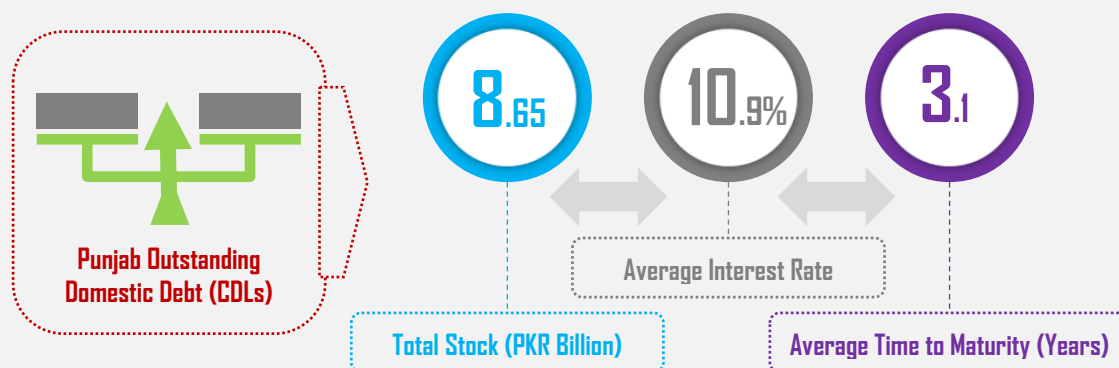 8.65
10.9%
3.1
Punjab Outstanding
Domestic Debt (CDLs)
Average Interest Rate
Total Stock (PKR Billion)
Average Time to Maturity (Years)